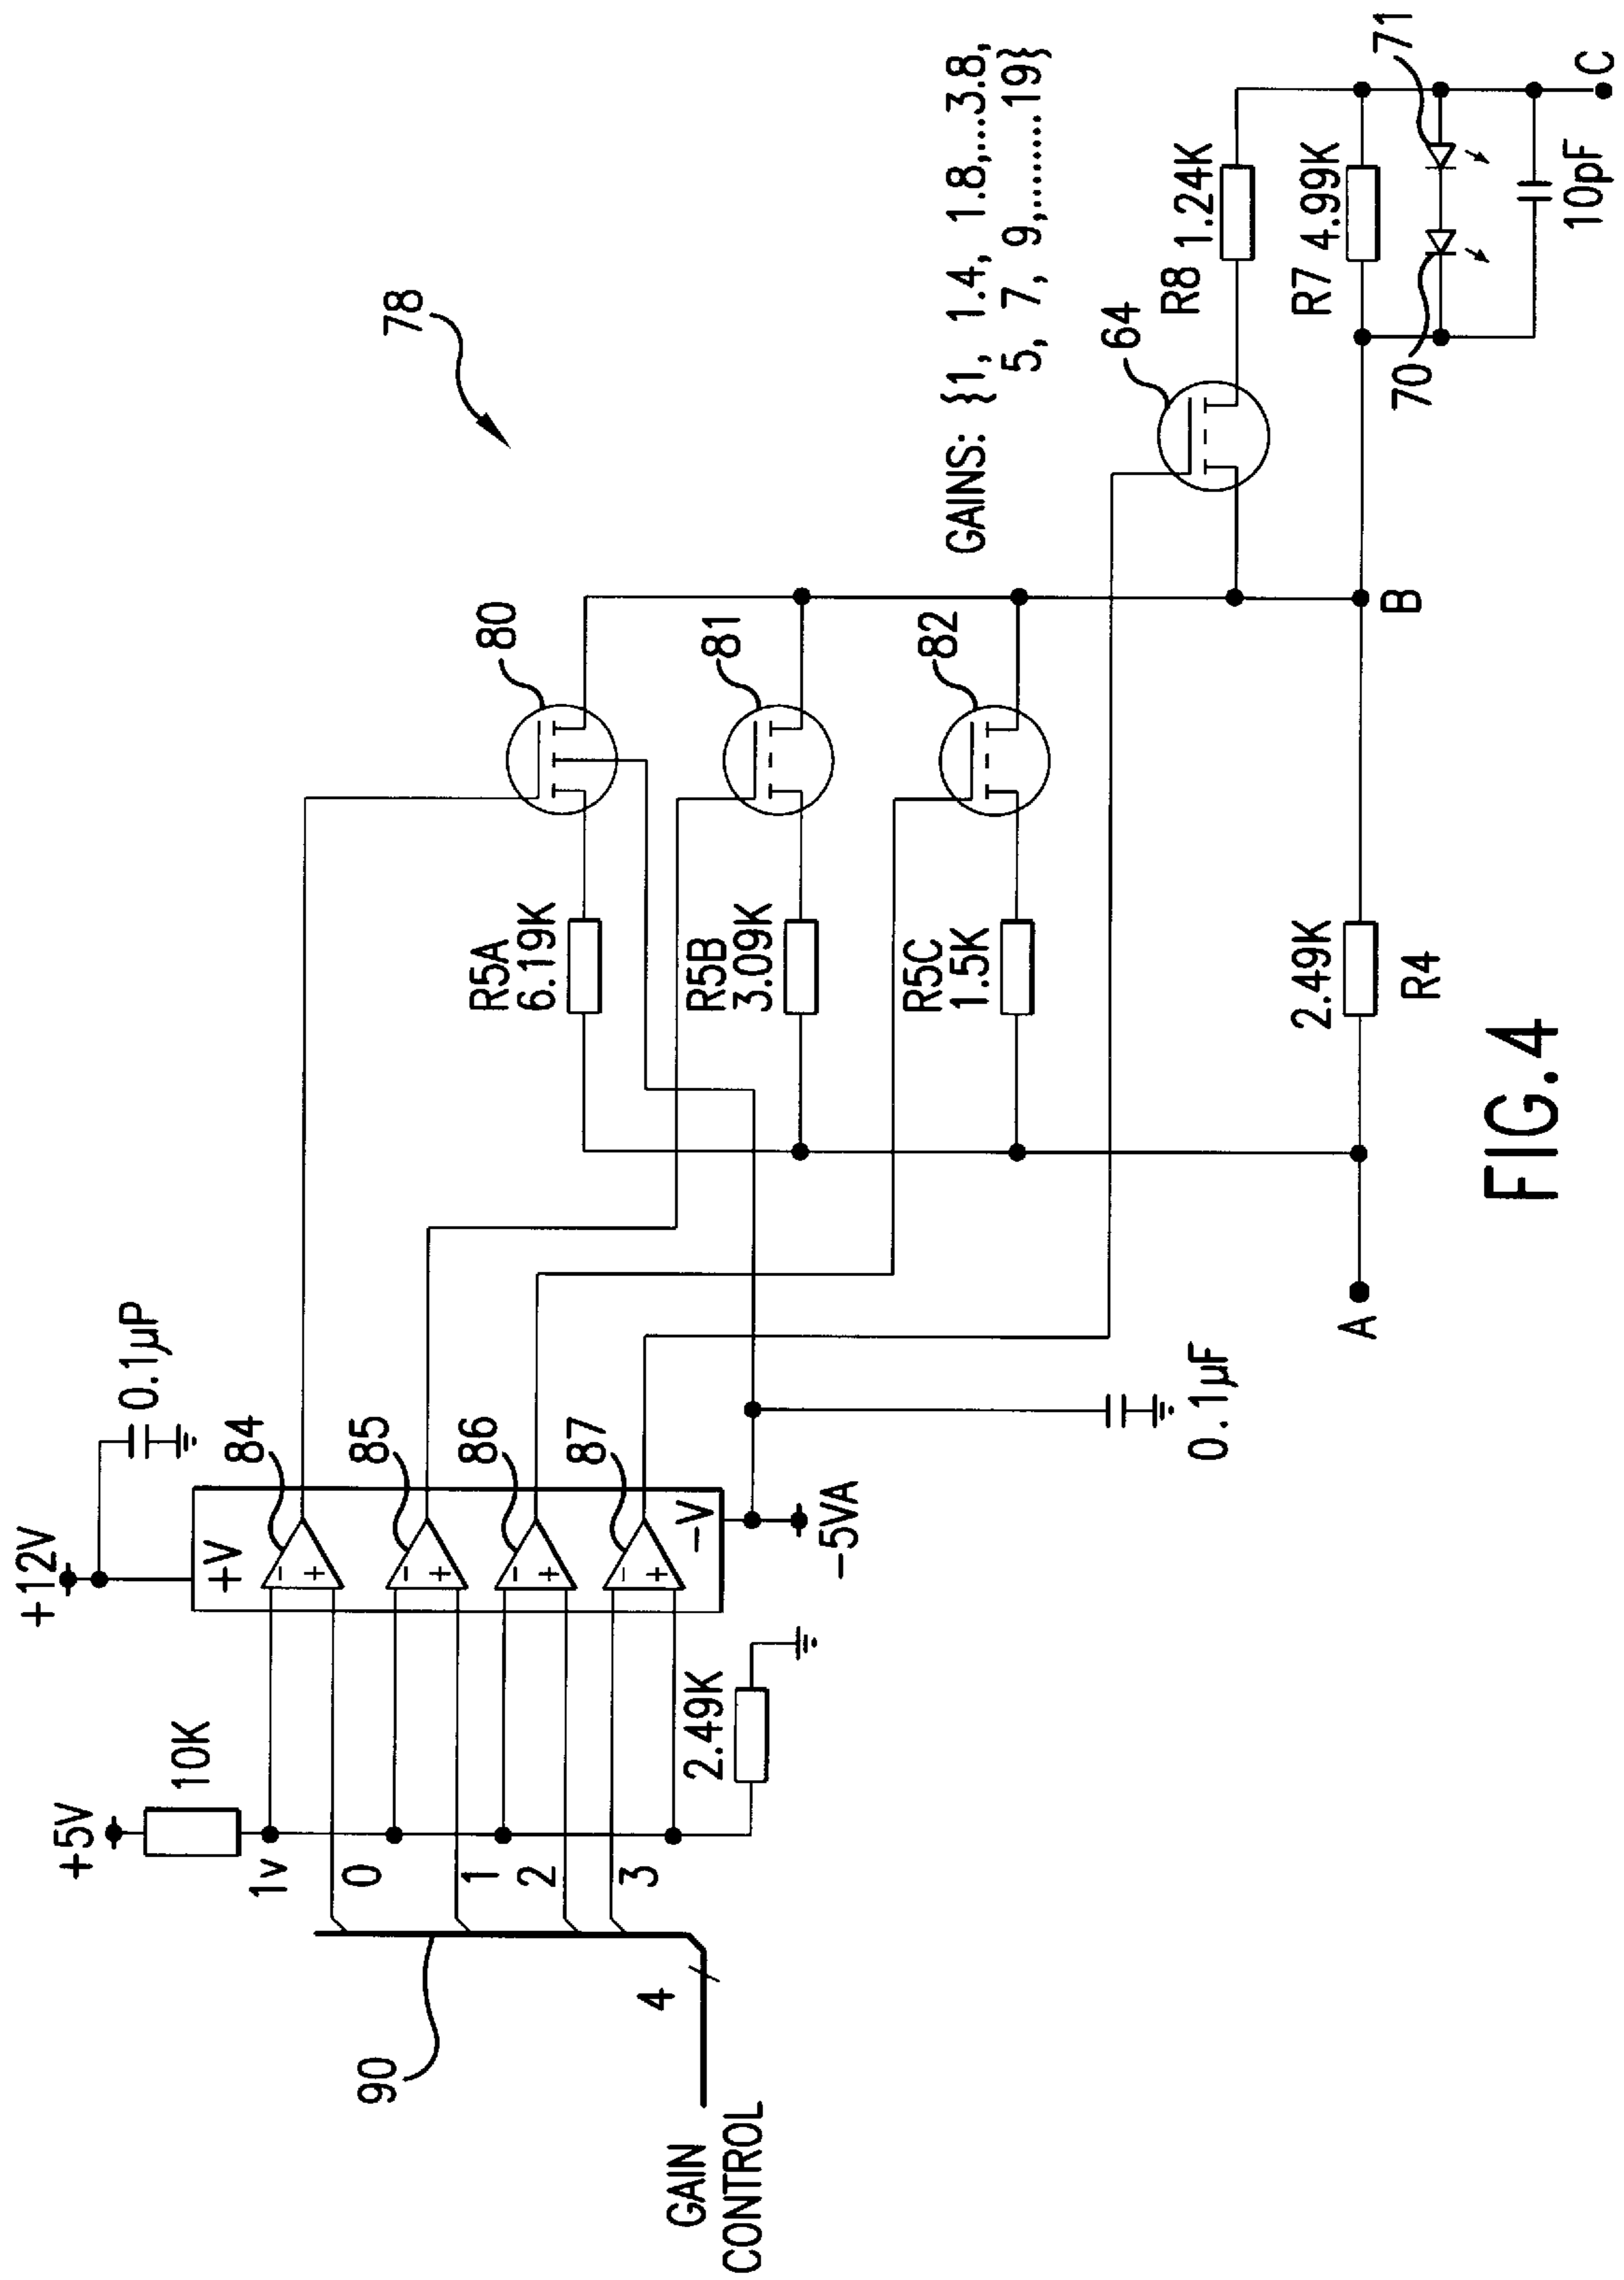 78
GAINS: {1, 1.4, 1.8,...3.8,
5, 7, 9,........19}
+12V
0.1µP
+5V
10K
1v
0
1
2
3
+V
-V
84
85
86
87
-
+
-
+
-
+
-
+
2.49K
-5VA
0.1µF
90
4
GAIN
CONTROL
80
81
82
R5A
6.19K
R5B
3.09K
R5C
1.5K
64
R8
1.24K
R7
4.99K
2.49K
R4
A
B
C
70
71
10pF
FIG.4